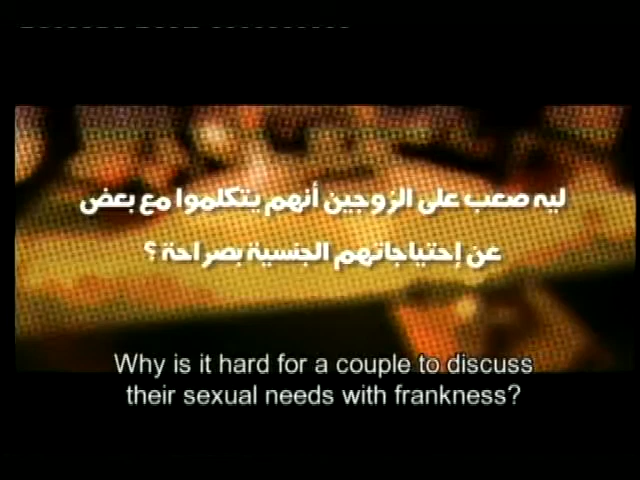 ليه صعب على الزوجين أنهم يتكلموا مع بعض
عن إحتياجاتهم الجنسية بصراحة ؟
Why is it hard for a couple to discuss
their sexual needs with frankness?